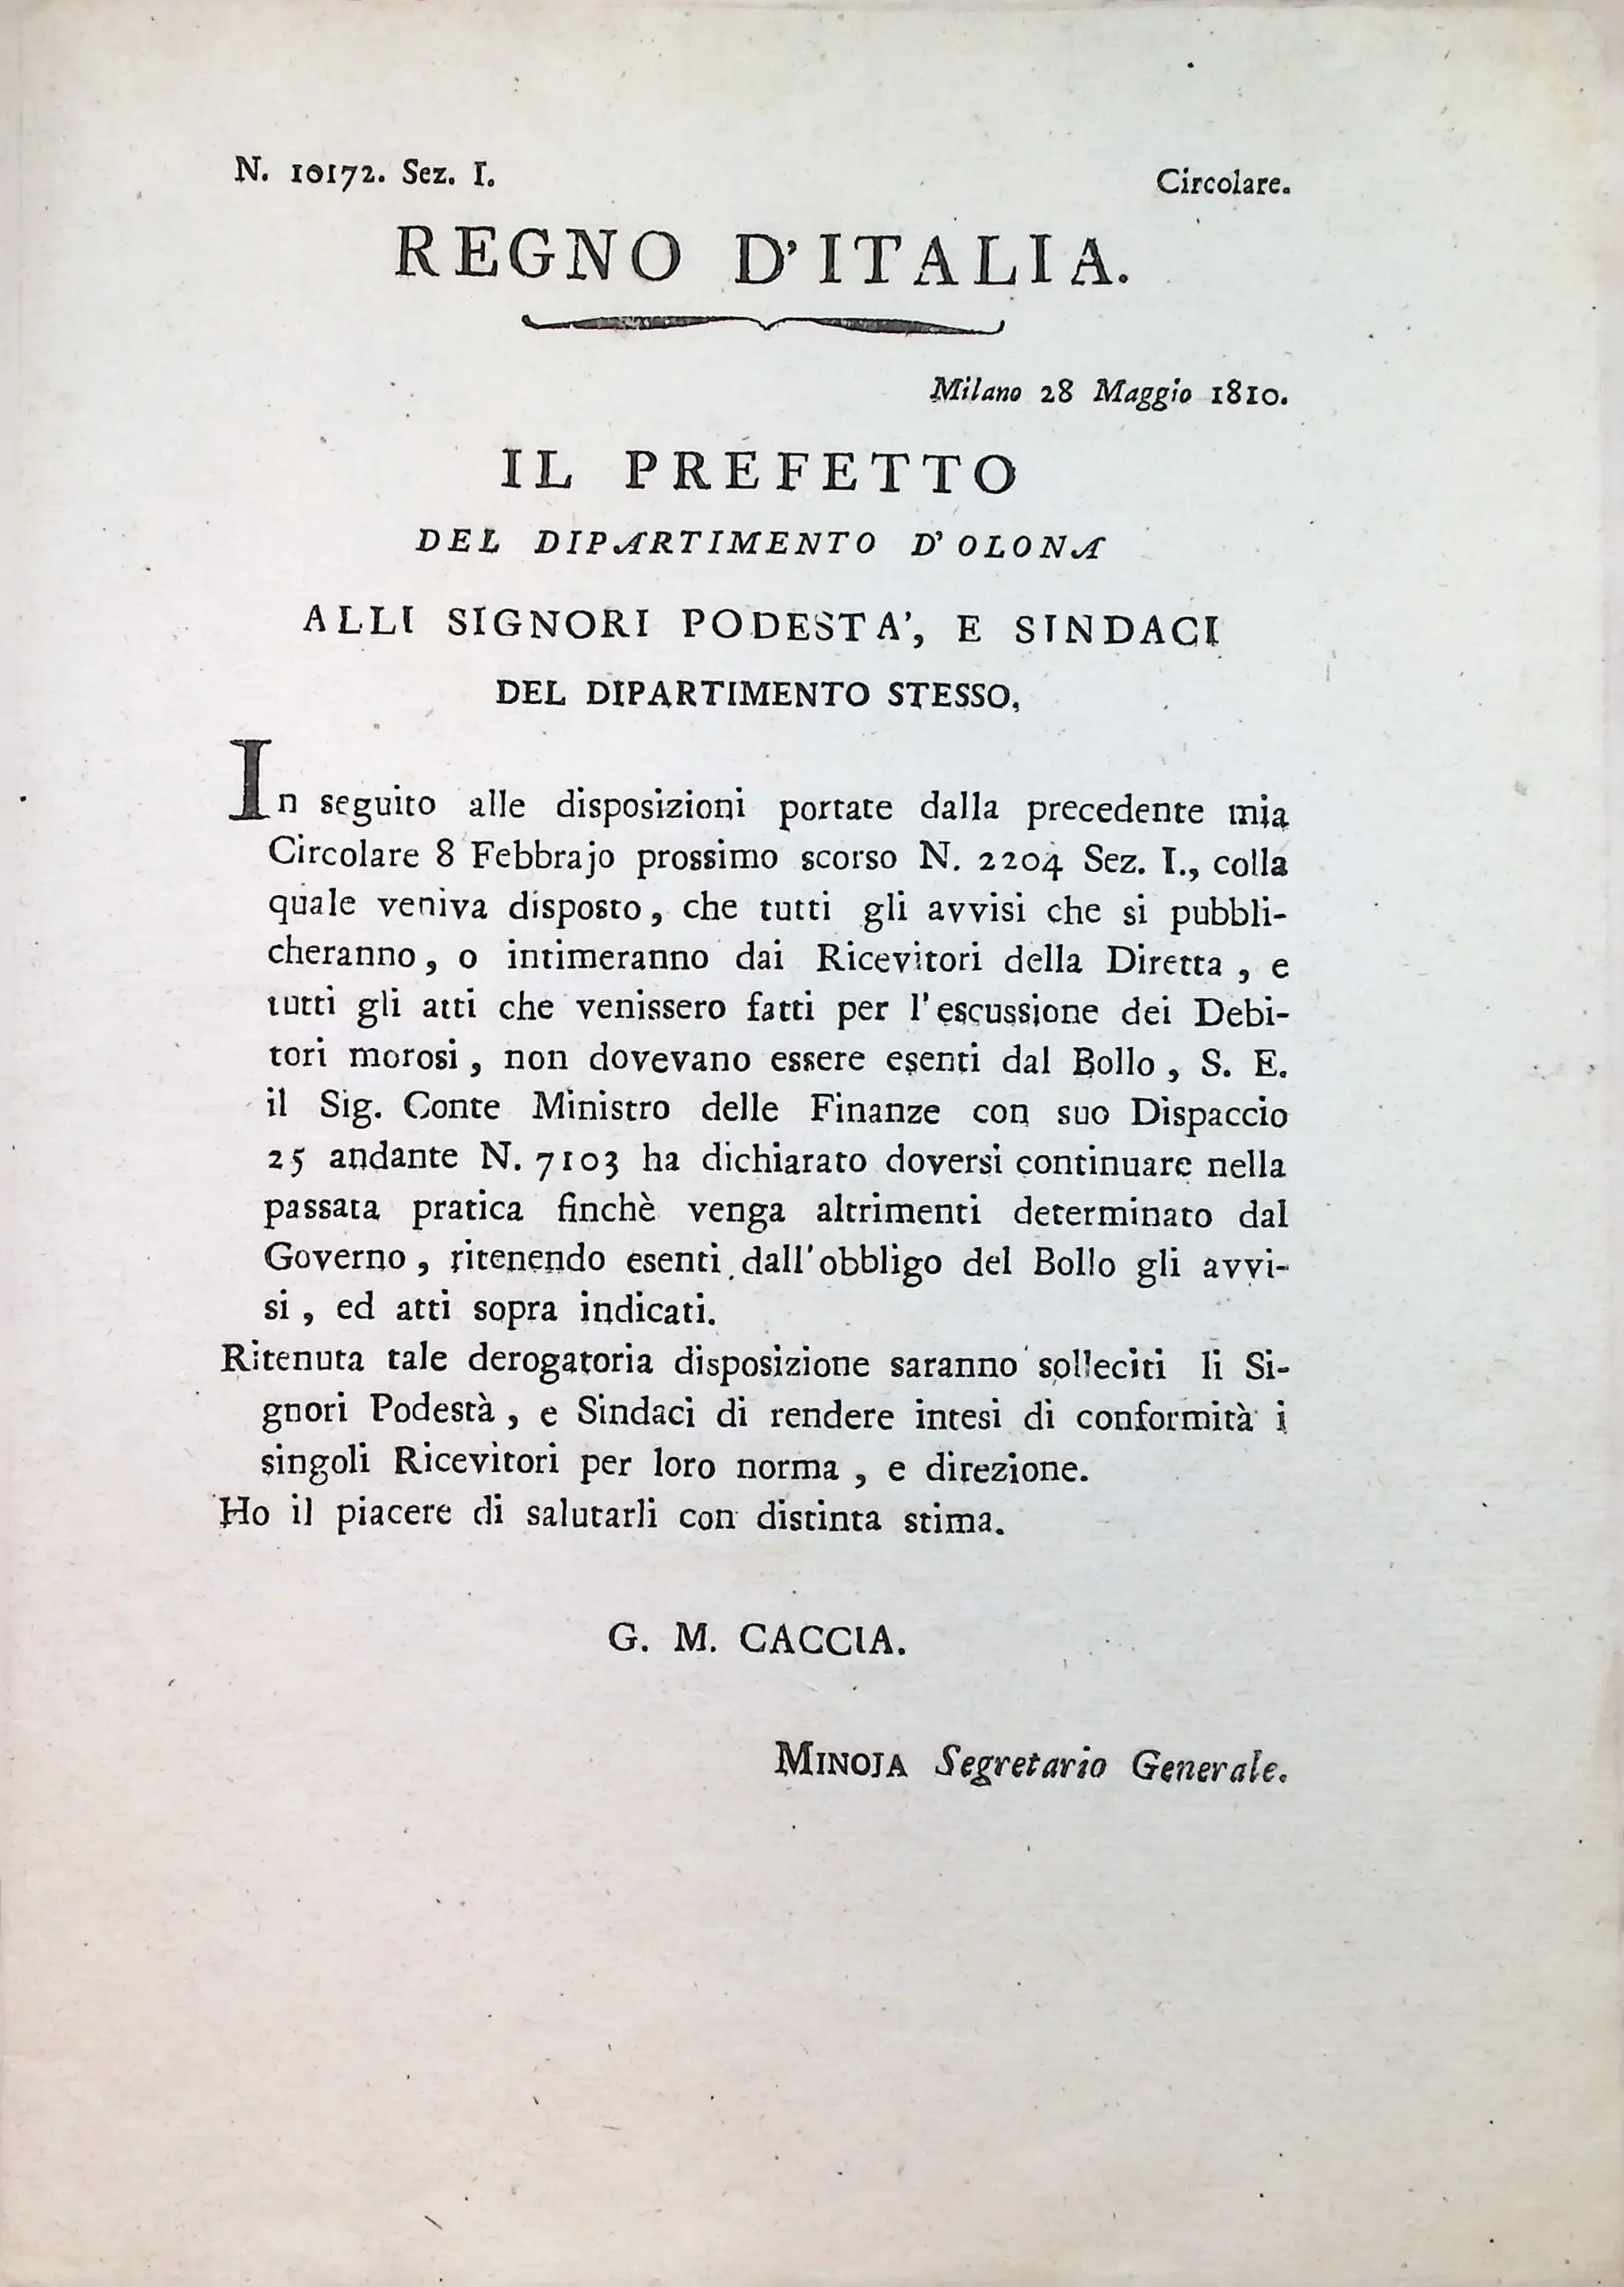 N. 10172. Sez. I.
Circolare.
REGNO D'ITALIA.
Milano 28 Maggio 1810.
IL PREFETTO
DEL DIPARTIMENTO D'OLONA
ALLI SIGNORI PODESTA', E SINDACI
DEL DIPARTIMENTO STESSO,
In seguito alle disposizioni portate dalla precedente mia
Circolare 8 Febbrajo prossimo scorso N. 2204 Sez. I., colla
quale veniva disposto, che tutti gli avvisi che si pubbli-
cheranno, o intimeranno dai Ricevitori della Diretta, e
tutti gli atti che venissero fatti per l'escussione dei Debi-
tori morosi, non dovevano essere esenti dal Bollo, S. E.
il Sig. Conte Ministro delle Finanze con suo Dispaccio
25 andante N. 7103 ha dichiarato doversi continuare nella
passata pratica finchè venga altrimenti determinato dal
Governo, ritenendo esenti dall'obbligo del Bollo gli avvi-
si, ed atti sopra indicati.
Ritenuta tale derogatoria disposizione saranno solleciti li Si-
gnori Podestà, e Sindaci di rendere intesi di conformità i
singoli Ricevitori per loro norma, e direzione.
Ho il piacere di salutarli con distinta stima.
G. M. CACCIA.
MINOJA Segretario Generale.